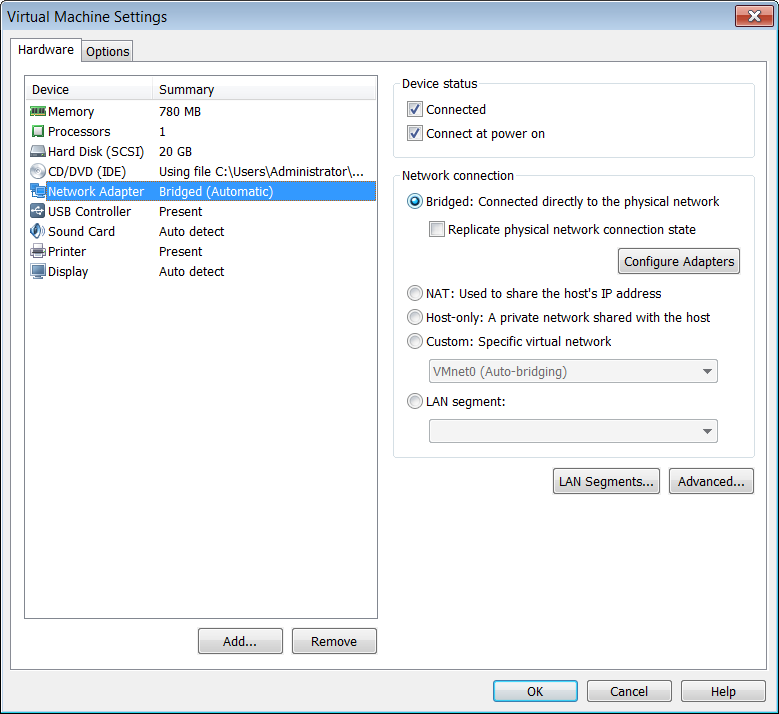 Virtual Machine Settings
Hardware Options
Device Summary
Memory 780 MB
Processors 1
Hard Disk (SCSI) 20 GB
CD/DVD (IDE) Using file C:\Users\Administrator\...
Network Adapter Bridged (Automatic)
USB Controller Present
Sound Card Auto detect
Printer Present
Display Auto detect
Add... Remove
Device status
Connected
Connect at power on
Network connection
Bridged: Connected directly to the physical network
Replicate physical network connection state
Configure Adapters
NAT: Used to share the host's IP address
Host-only: A private network shared with the host
Custom: Specific virtual network
VMnet0 (Auto-bridging)
LAN segment:
LAN Segments... Advanced...
OK Cancel Help